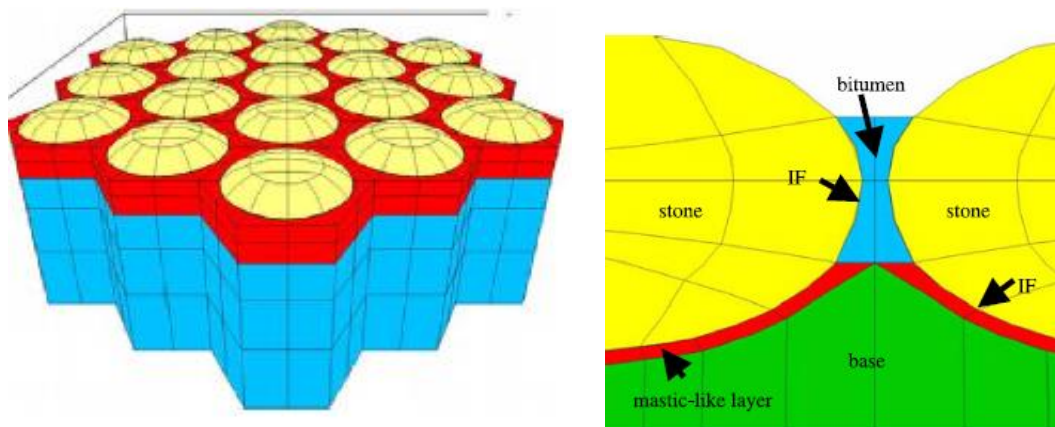 bitumen
IF
stone
stone
IF
base
mastic-like layer